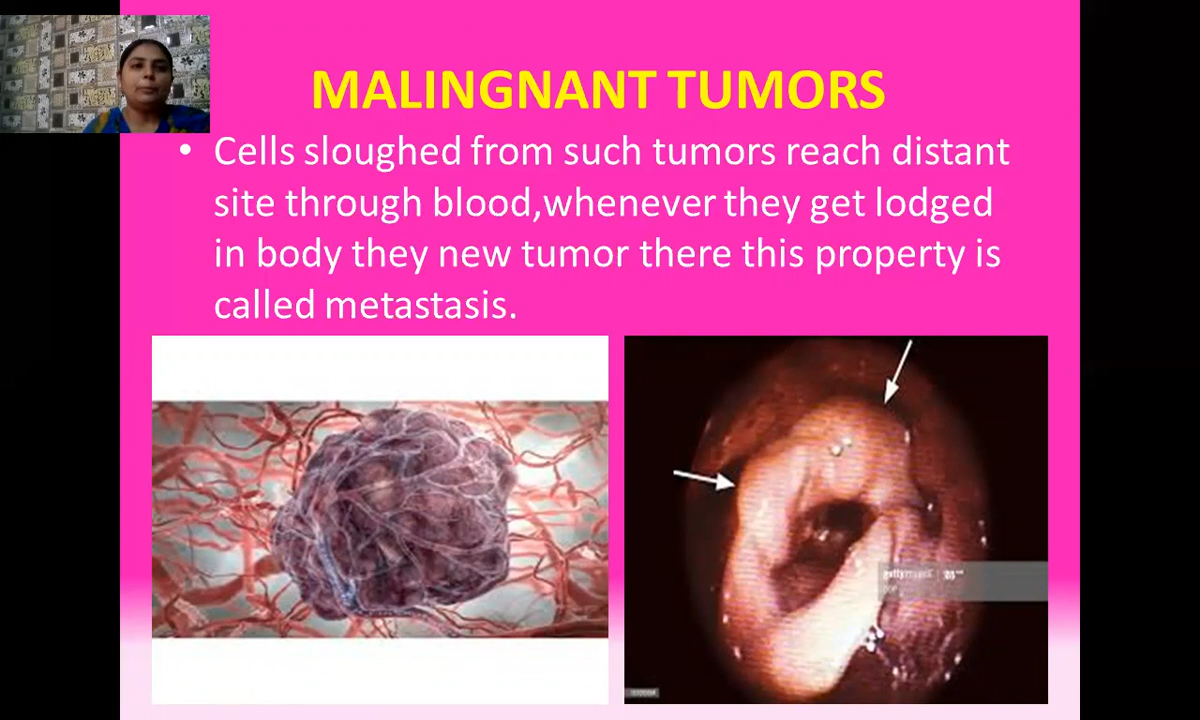 MALINGNANT TUMORS
• Cells sloughed from such tumors reach distant
site through blood,whenever they get lodged
in body they new tumor there this property is
called metastasis.